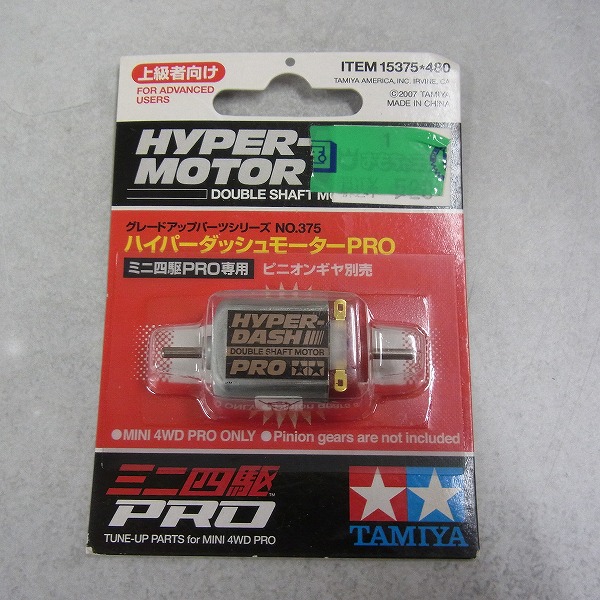 上級者向け
FOR ADVANCED
USERS
ITEM 15375*480
TAMIYA AMERICA, INC. IRVINE, CA
©2007 TAMIYA
MADE IN CHINA
HYPER-
MOTOR
DOUBLE SHAFT
グレードアップパーツシリーズ NO.375
ハイパーダッシュモーターPRO
ミニ四駆PRO専用 ピニオンギヤ別売
HYPER-
DASH
DOUBLE SHAFT MOTOR
PRO
●MINI 4WD PRO ONLY ●Pinion gears are not included
ミニ四駆™
PRO
TUNE-UP PARTS for MINI 4WD PRO
TAMIYA